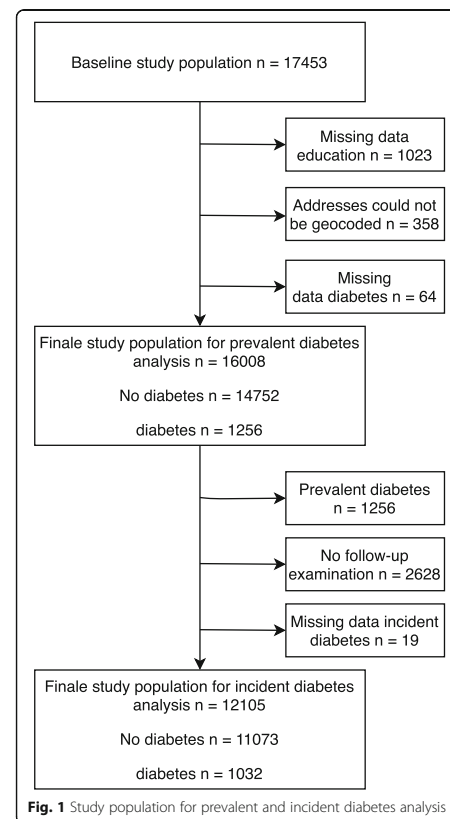 Baseline study population n = 17453
Missing data
education n = 1023
Addresses could not
be geocoded n = 358
Missing
data diabetes n = 64
Finale study population for prevalent diabetes
analysis n = 16008
No diabetes n = 14752
diabetes n = 1256
Prevalent diabetes
n = 1256
No follow-up
examination n = 2628
Missing data incident
diabetes n = 19
Finale study population for incident diabetes
analysis n = 12105
No diabetes n = 11073
diabetes n = 1032
Fig. 1 Study population for prevalent and incident diabetes analysis